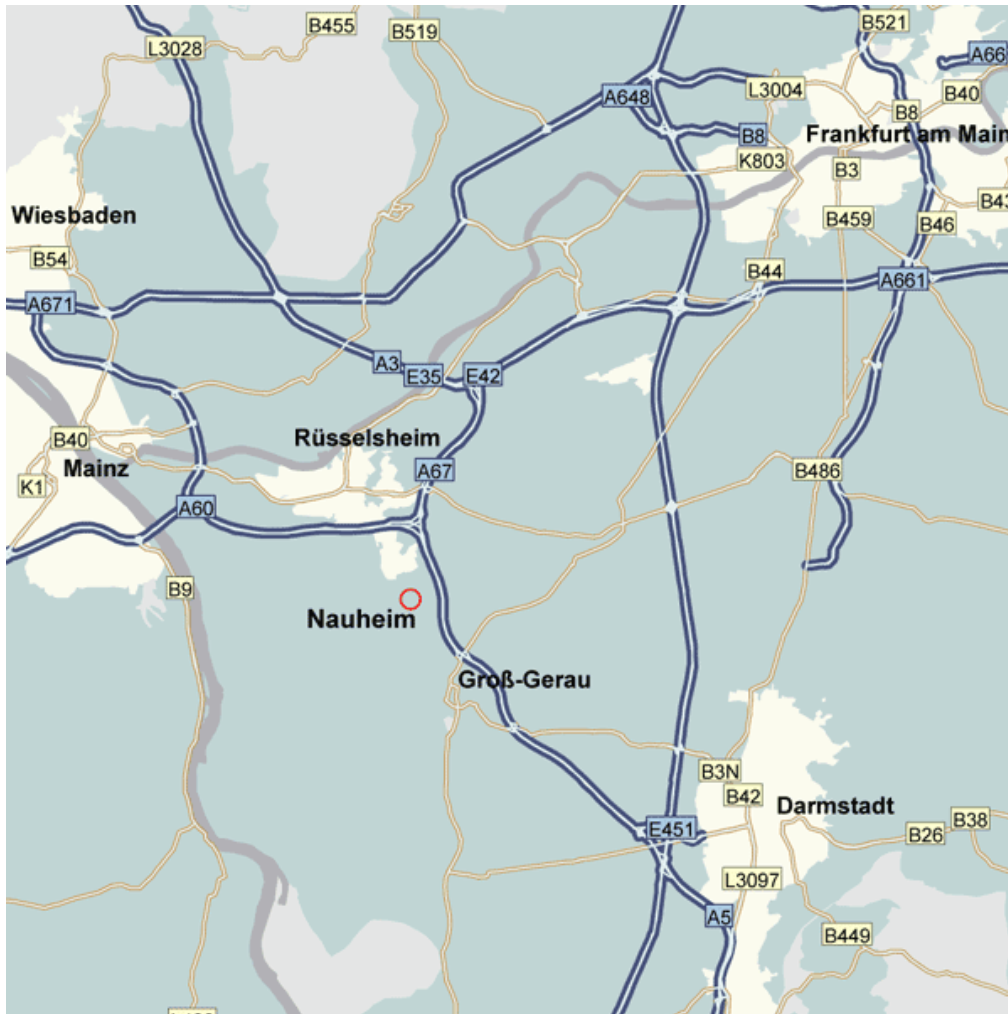 B455
B519
B521
L3028
A66
A648
L3004
B40
B8
B8
Frankfurt am Main
K803
B3
Wiesbaden
B459
B46
B54
B44
A661
A671
A3
E35
E42
Rüsselsheim
B40
Mainz
A67
B486
K1
A60
B9
Nauheim
Groß-Gerau
B3N
B42
Darmstadt
E451
B38
B26
L3097
A5
B449